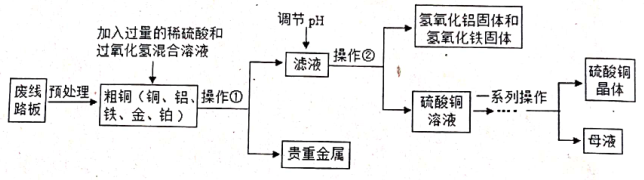 加入过量的稀硫酸和
过氧化氢混合溶液
调节pH
氢氧化铝固体和
氢氧化铁固体
滤液
操作②
废线
路板
预处理
粗铜（铜、铝、
铁、金、铂）
操作①
硫酸铜
溶液
一系列操作
硫酸铜
晶体
母液
贵重金属